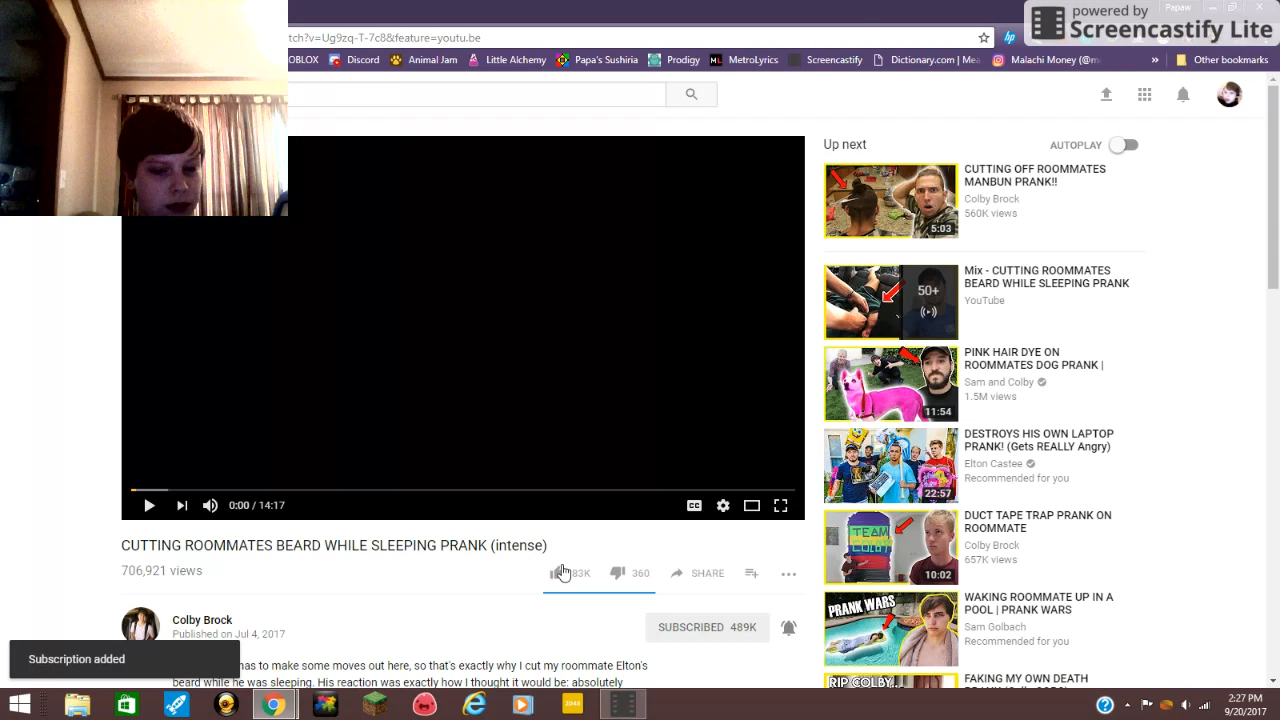 powered by
Screencastify Lite
tch?v=Ug9zq-T-7c8&feature=youtu.be
OBLOX
Discord
Animal Jam
Little Alchemy
Papa's Sushiria
Prodigy
MetroLyrics
Screencastify
Dictionary.com | Mea
Malachi Money (@m
»
Other bookmarks
Up next
AUTOPLAY
CUTTING OFF ROOMMATES
MANBUN PRANK!!
Colby Brock
560K views
5:03
Mix - CUTTING ROOMMATES
BEARD WHILE SLEEPING PRANK
YouTube
50+
PINK HAIR DYE ON
ROOMMATES DOG PRANK |
Sam and Colby
1.5M views
11:54
DESTROYS HIS OWN LAPTOP
PRANK! (Gets REALLY Angry)
Elton Castee
Recommended for you
22:57
DUCT TAPE TRAP PRANK ON
ROOMMATE
Colby Brock
657K views
TEAM
COLBY
10:02
WAKING ROOMMATE UP IN A
POOL | PRANK WARS
Sam Golbach
Recommended for you
PRANK WARS
FAKING MY OWN DEATH
RIP COLBY
0:00 / 14:17
CC
CUTTING ROOMMATES BEARD WHILE SLEEPING PRANK (intense)
706,921 views
83K
360
SHARE
Colby Brock
Published on Jul 4, 2017
SUBSCRIBED 489K
Subscription added
has to make some moves out here, so that's exactly why I cut my roommate Elton's
beard while he was sleeping. His reaction was exactly how I thought it would be: absolutely
2048
2:27 PM
9/20/2017